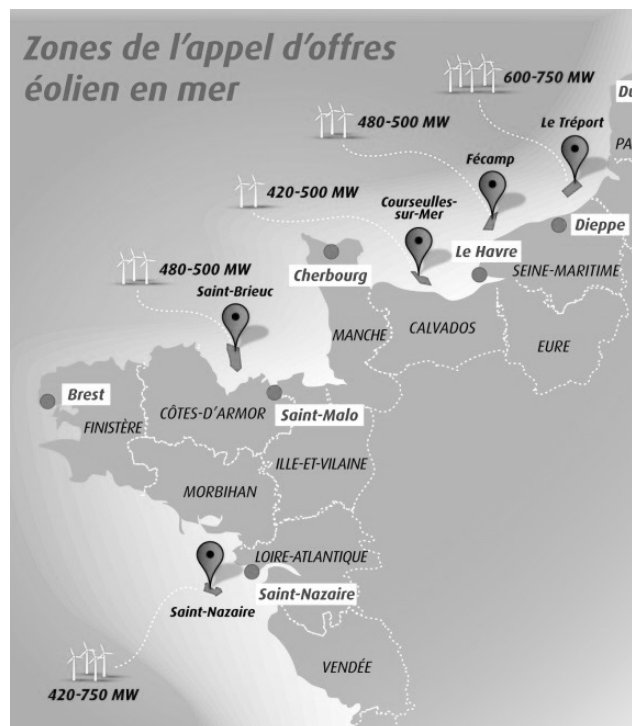 Zones de l'appel d'offres
éolien en mer
600-750 MW
Le Tréport
480-500 MW
Fécamp
420-500 MW
Courseulles-
sur-Mer
Dieppe
Le Havre
SEINE-MARITIME
Cherbourg
480-500 MW
Saint-Brieuc
MANCHE
CALVADOS
EURE
Brest
FINISTÈRE
CÔTES-D'ARMOR
Saint-Malo
ILLE-ET-VILAINE
MORBIHAN
LOIRE-ATLANTIQUE
Saint-Nazaire
Saint-Nazaire
VENDÉE
420-750 MW